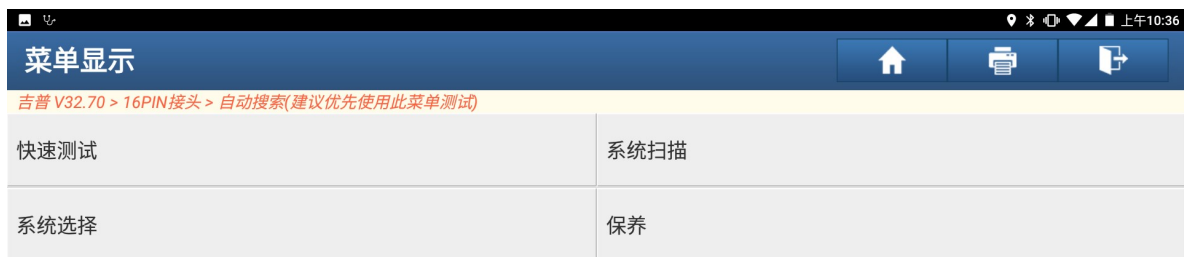 上午10:36
菜单显示
吉普 V32.70 > 16PIN接头 > 自动搜索(建议优先使用此菜单测试)
快速测试
系统扫描
系统选择
保养